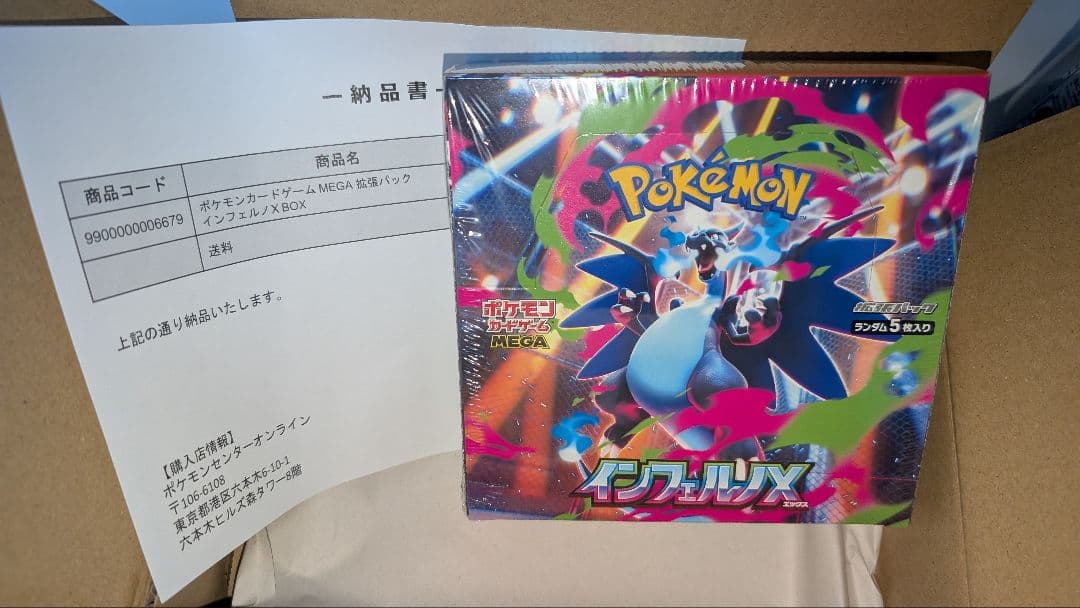 — 納品書 -
商品コード
商品名
9900000006679
ポケモンカードゲーム MEGA 拡張パック
インフェルノX BOX
送料
上記の通り納品いたします。
【購入店情報】
ポケモンセンターオンライン
〒106-6108
東京都港区六本木6-10-1
六本木ヒルズ森タワー8階
POKéMON
TM
ポケモン
カードゲーム
MEGA
拡張パック
ランダム5枚入り
インフェルノX
エックス